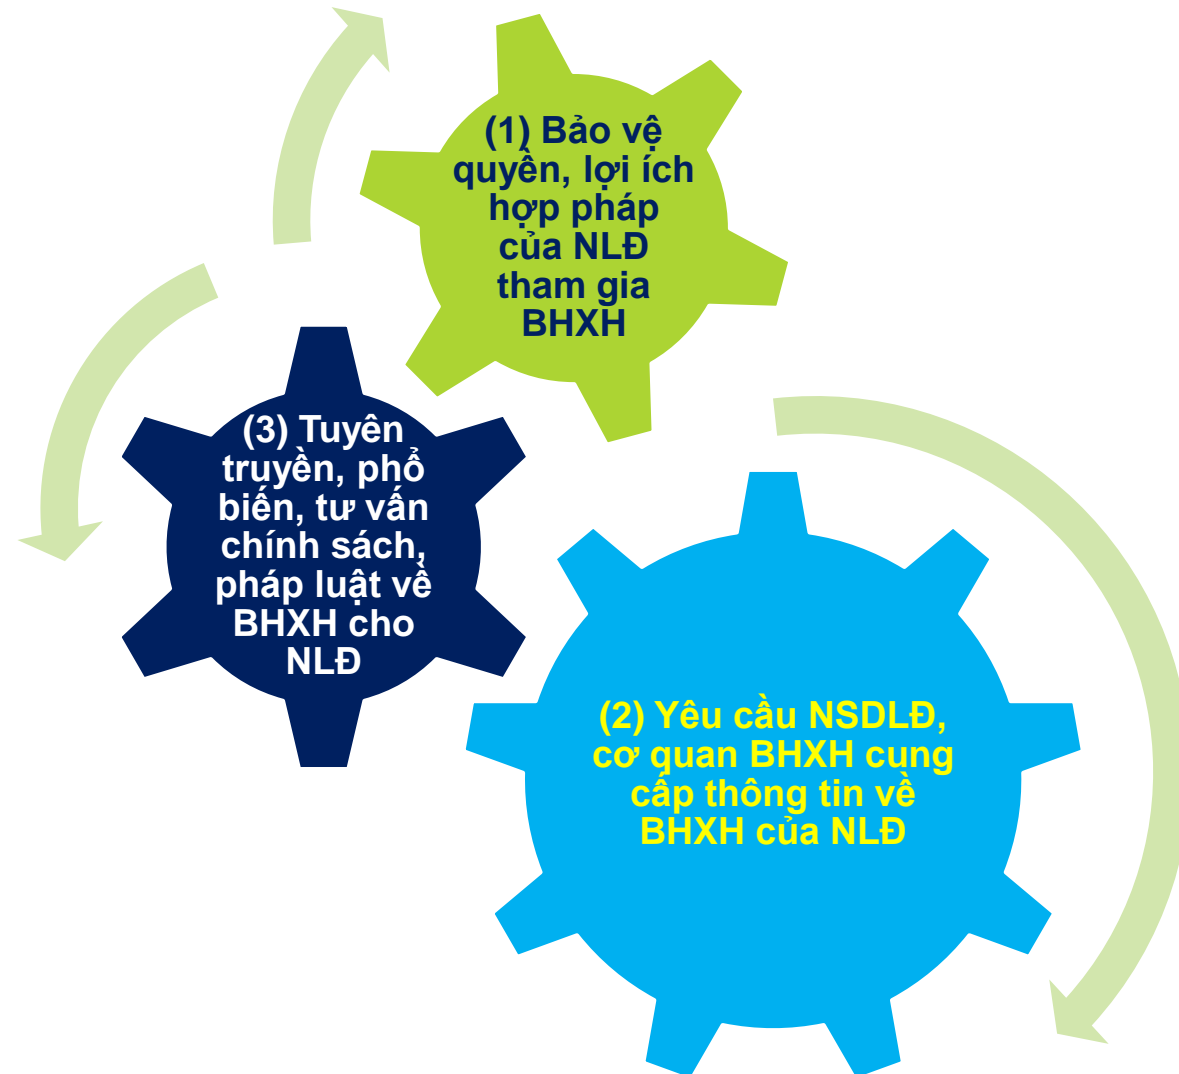 (1) Bảo vệ
quyền, lợi ích
hợp pháp
của NLĐ
tham gia
BHXH
(3) Tuyên
truyền, phổ
biến, tư vấn
chính sách,
pháp luật về
BHXH cho
NLĐ
(2) Yêu cầu NSDLĐ,
cơ quan BHXH cung
cấp thông tin về
BHXH của NLĐ